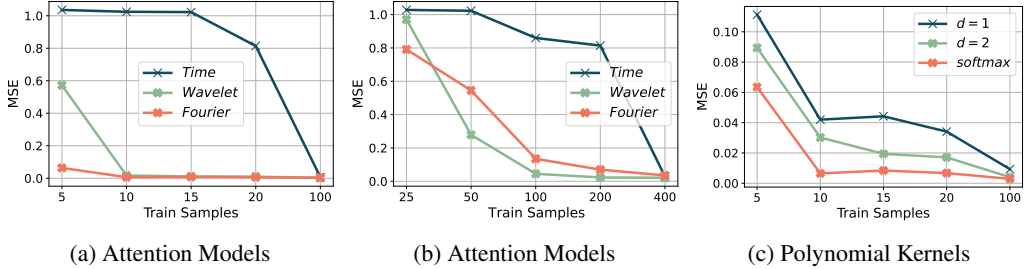 1.0
0.8
0.6
0.4
0.2
0.0
MSE
Time
Wavelet
Fourier
5 10 15 20 100
Train Samples
(a) Attention Models
1.0
0.8
0.6
0.4
0.2
0.0
MSE
Time
Wavelet
Fourier
25 50 100 200 400
Train Samples
(b) Attention Models
0.10
0.08
0.06
0.04
0.02
0.00
MSE
d = 1
d = 2
softmax
5 10 15 20 100
Train Samples
(c) Polynomial Kernels